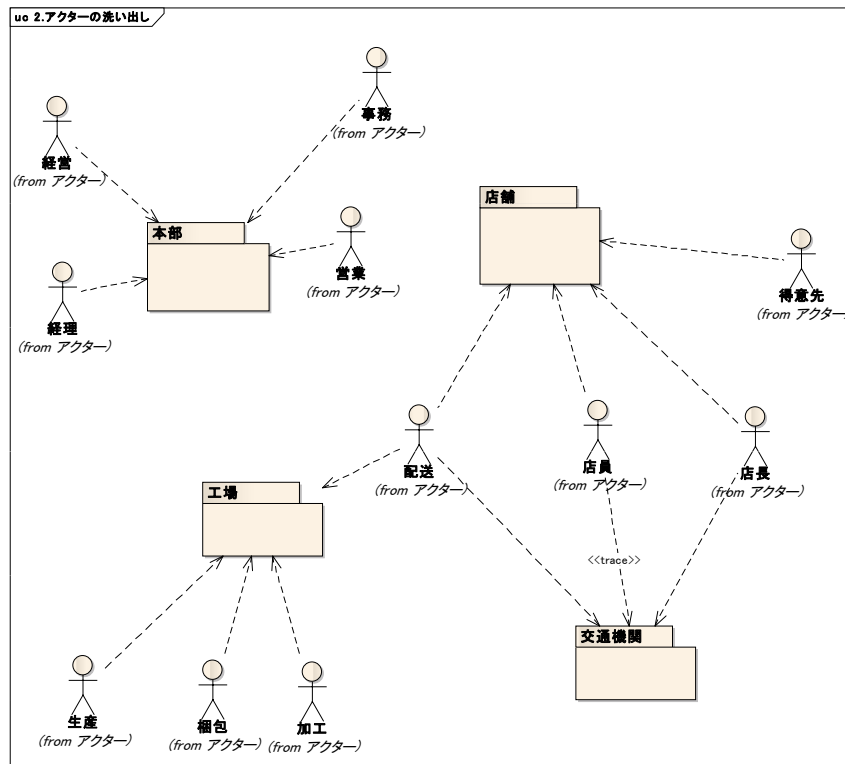 uc 2.アクターの洗い出し
事務
(from アクター)
経営
(from アクター)
本部
営業
(from アクター)
経理
(from アクター)
店舗
得意先
(from アクター)
配送
(from アクター)
店員
(from アクター)
店長
(from アクター)
工場
<<trace>>
交通機関
生産
(from アクター)
梱包
(from アクター)
加工
(from アクター)